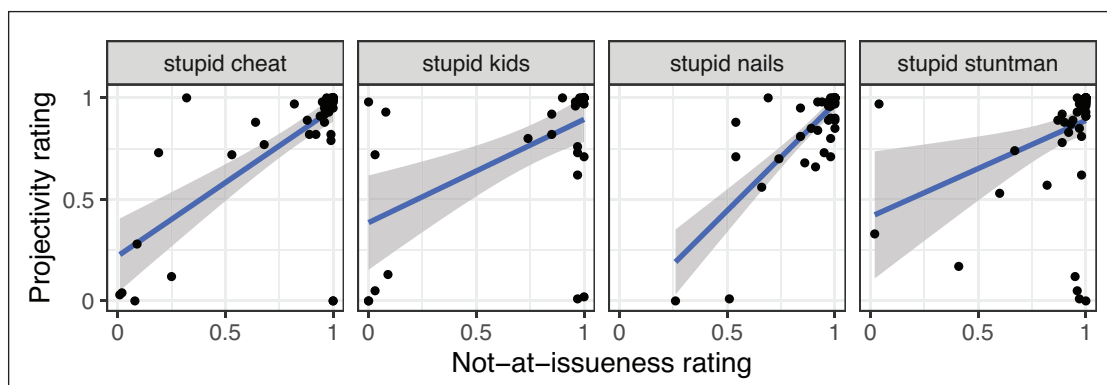 stupid cheat stupid kids stupid nails stupid stuntman
Projectivity rating
1
0.5
0
0 0.5 1 0 0.5 1 0 0.5 1 0 0.5 1
Not−at−issueness rating